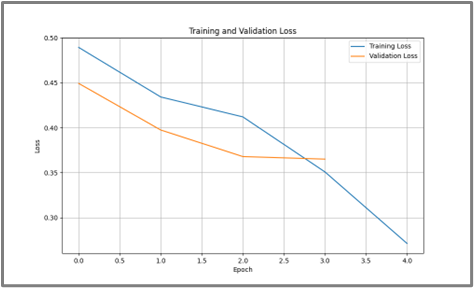 Training and Validation Loss
Training Loss
Validation Loss
0.50
0.45
0.40
0.35
0.30
Loss
0.0 0.5 1.0 1.5 2.0 2.5 3.0 3.5 4.0
Epoch